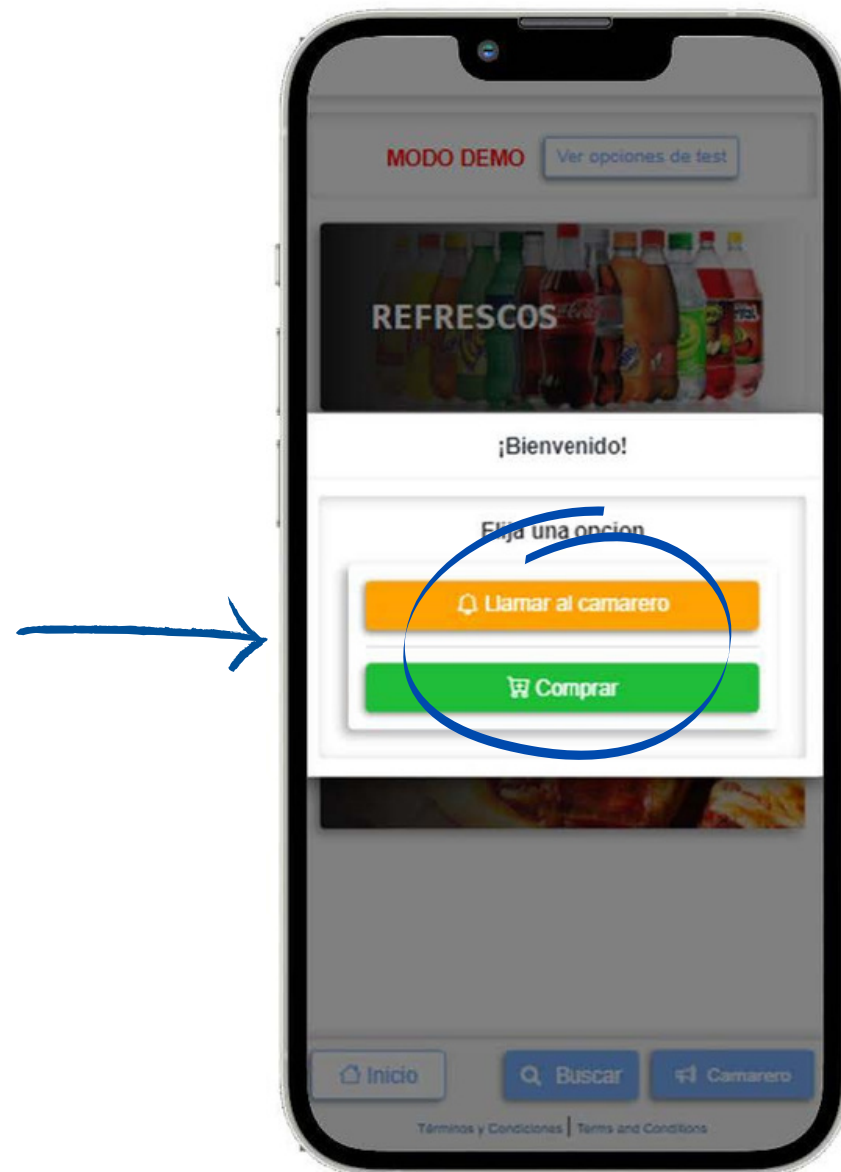 MODO DEMO Ver opciones de test
REFRESCOS
¡Bienvenido!
Elija una opcion
Llamar al camarero
Comprar
Inicio Buscar Camarero
Términos y Condiciones | Terms and Conditions